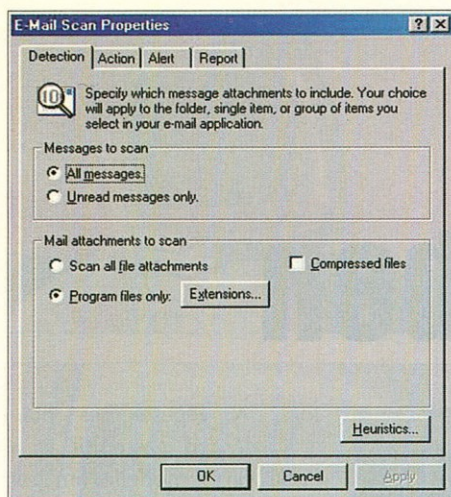 E-Mail Scan Properties
Detection Action Alert Report
Specify which message attachments to include. Your choice
will apply to the folder, single item, or group of items you
select in your e-mail application.
Messages to scan
All messages.
Unread messages only.
Mail attachments to scan
Scan all file attachments
Compressed files
Program files only:
Extensions...
Heuristics...
OK
Cancel
Apply